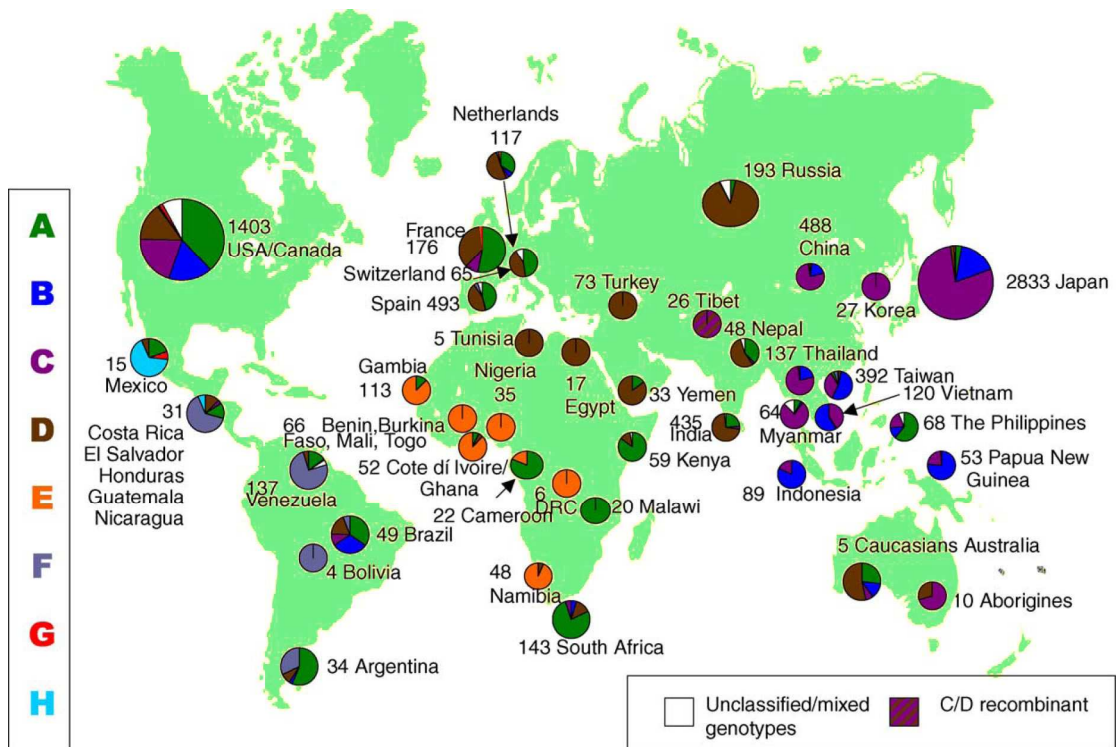 A
B
C
D
E
F
G
H
Netherlands
117
193 Russia
1403
USA/Canada
France
176
Switzerland 65
Spain 493
488
China
2833 Japan
27 Korea
73 Turkey
26 Tibet
48 Nepal
137 Thailand
392 Taiwan
120 Vietnam
5 Tunisia
17
Egypt
33 Yemen
435
India
64
Myanmar
68 The Philippines
53 Papua New
Guinea
89 Indonesia
15
Mexico
31
Costa Rica
El Salvador
Honduras
Guatemala
Nicaragua
Gambia
113
Nigeria
35
66 Benin,Burkina
Faso, Mali, Togo
52 Cote dí Ivoire/
Ghana
22 Cameroon
6
DRC
59 Kenya
20 Malawi
137
Venezuela
49 Brazil
4 Bolivia
48
Namibia
143 South Africa
34 Argentina
5 Caucasians Australia
10 Aborigines
Unclassified/mixed
genotypes
C/D recombinant